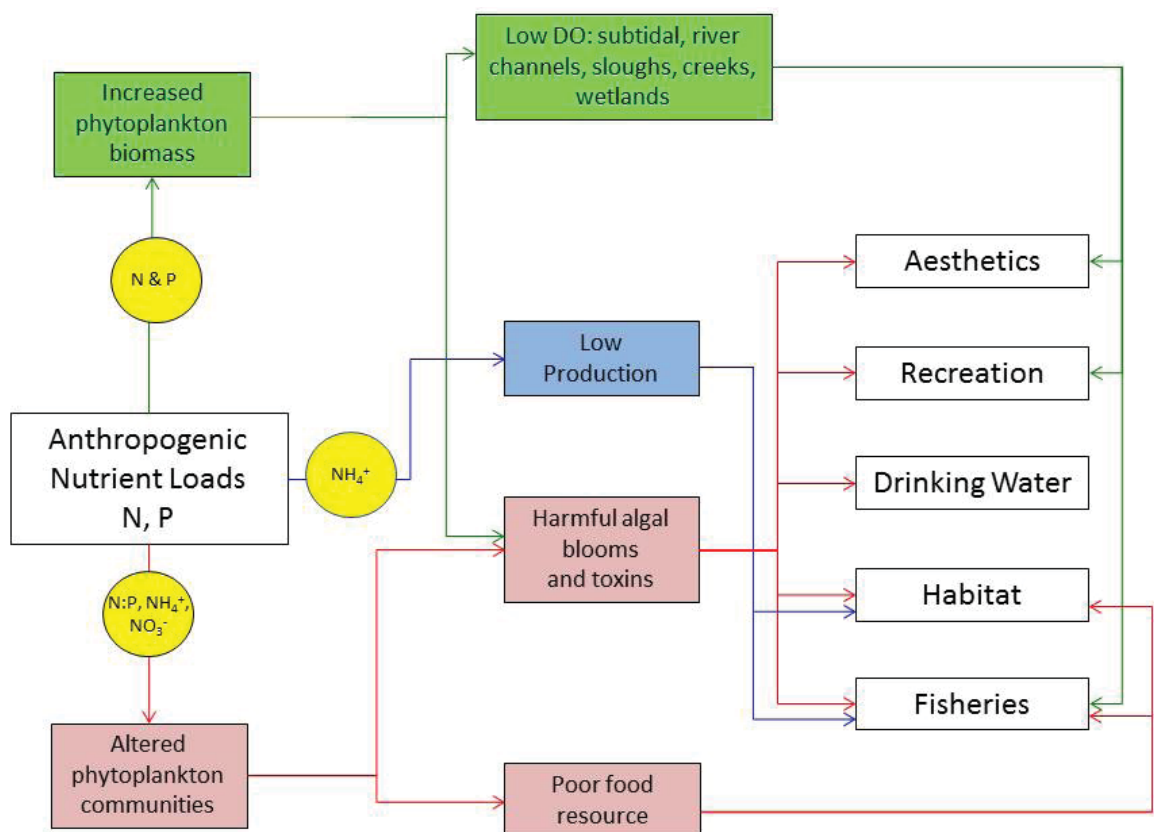 Low DO: subtidal, river
channels, sloughs, creeks,
wetlands
Increased
phytoplankton
biomass
N & P
Aesthetics
Low
Production
Recreation
Anthropogenic
Nutrient Loads
N, P
NH₄⁺
Drinking Water
Harmful algal
blooms
and toxins
Habitat
N:P, NH₄⁺,
NO₃⁻
Fisheries
Altered
phytoplankton
communities
Poor food
resource